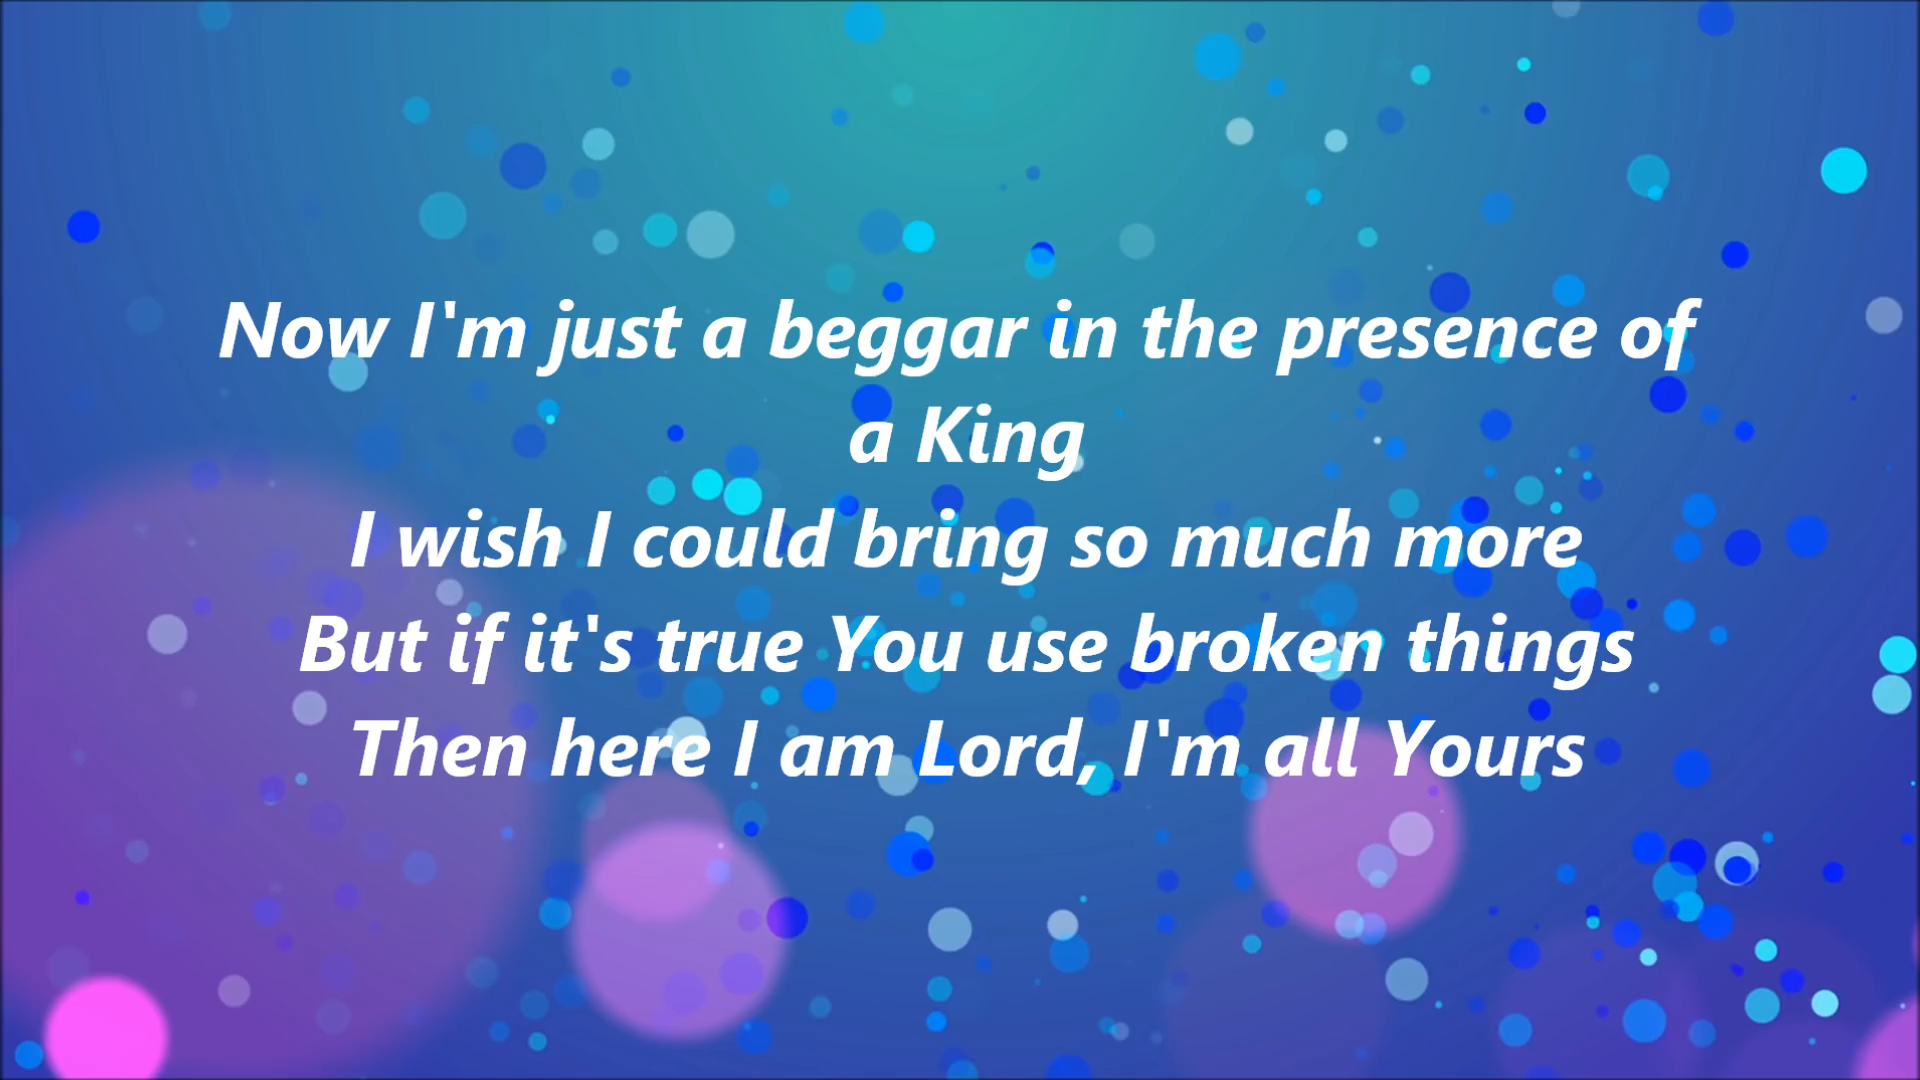 Now I'm just a beggar in the presence of
a King
I wish I could bring so much more
But if it's true You use broken things
Then here I am Lord, I'm all Yours